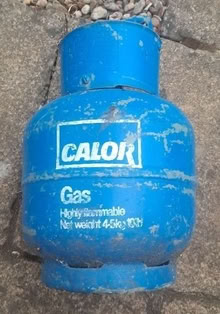 CALOR
Gas
Highly flammable
Net weight 4·5kg